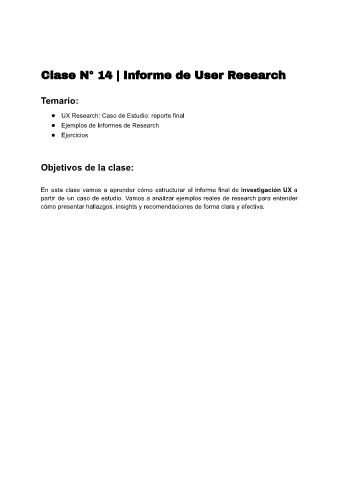 Clase N° 14 | Informe de User Research
Temario:
● UX Research: Caso de Estudio: reporte final
● Ejemplos de Informes de Research
● Ejercicios
Objetivos de la clase:
En esta clase vamos a aprender cómo estructurar el informe final de investigación UX a
partir de un caso de estudio. Vamos a analizar ejemplos reales de research para entender
cómo presentar hallazgos, insights y recomendaciones de forma clara y efectiva.